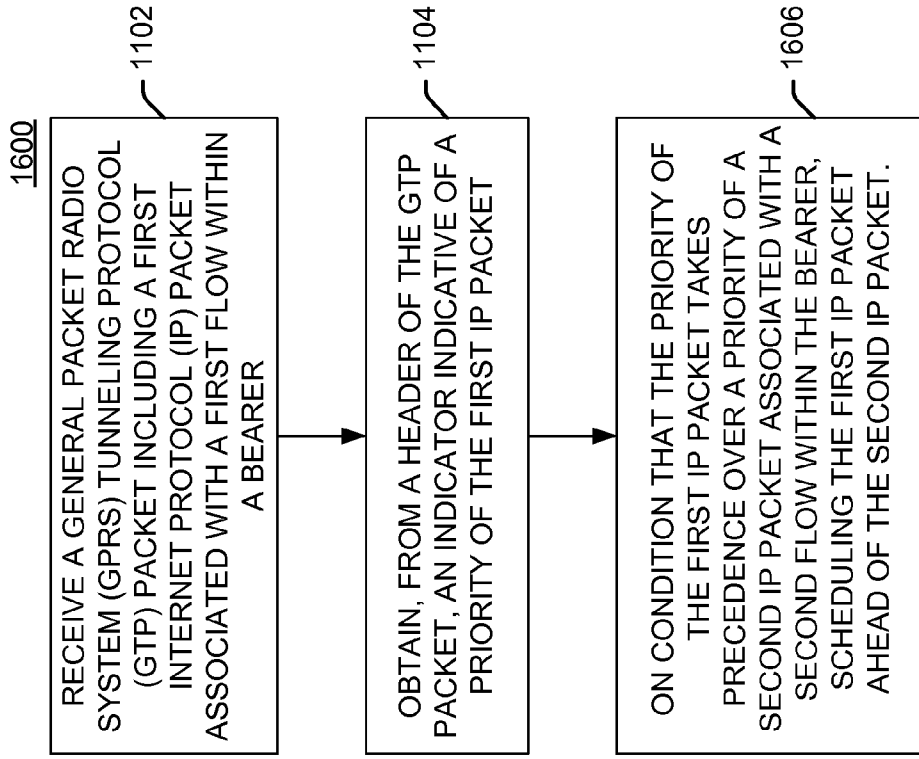 1600
RECEIVE A GENERAL PACKET RADIO
SYSTEM (GPRS) TUNNELING PROTOCOL
(GTP) PACKET INCLUDING A FIRST
INTERNET PROTOCOL (IP) PACKET
ASSOCIATED WITH A FIRST FLOW WITHIN
A BEARER
1102
OBTAIN, FROM A HEADER OF THE GTP
PACKET, AN INDICATOR INDICATIVE OF A
PRIORITY OF THE FIRST IP PACKET
1104
ON CONDITION THAT THE PRIORITY OF
THE FIRST IP PACKET TAKES
PRECEDENCE OVER A PRIORITY OF A
SECOND IP PACKET ASSOCIATED WITH A
SECOND FLOW WITHIN THE BEARER,
SCHEDULING THE FIRST IP PACKET
AHEAD OF THE SECOND IP PACKET.
1606